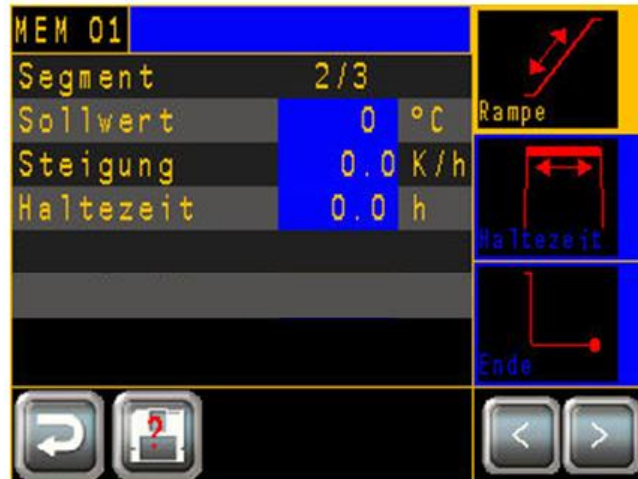 MEM 01
Segment 2/3
Sollwert 0 °C
Steigung 0.0 K/h
Haltezeit 0.0 h
Rampe
Haltezeit
Ende
?
< >